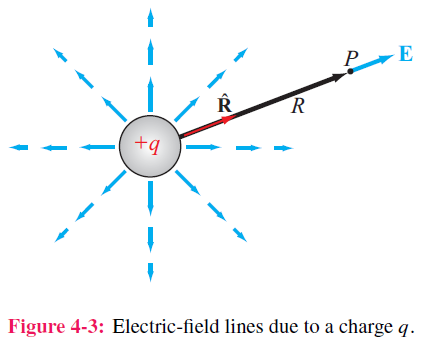 P
E
R̂
R
+q
Figure 4-3: Electric-field lines due to a charge q.